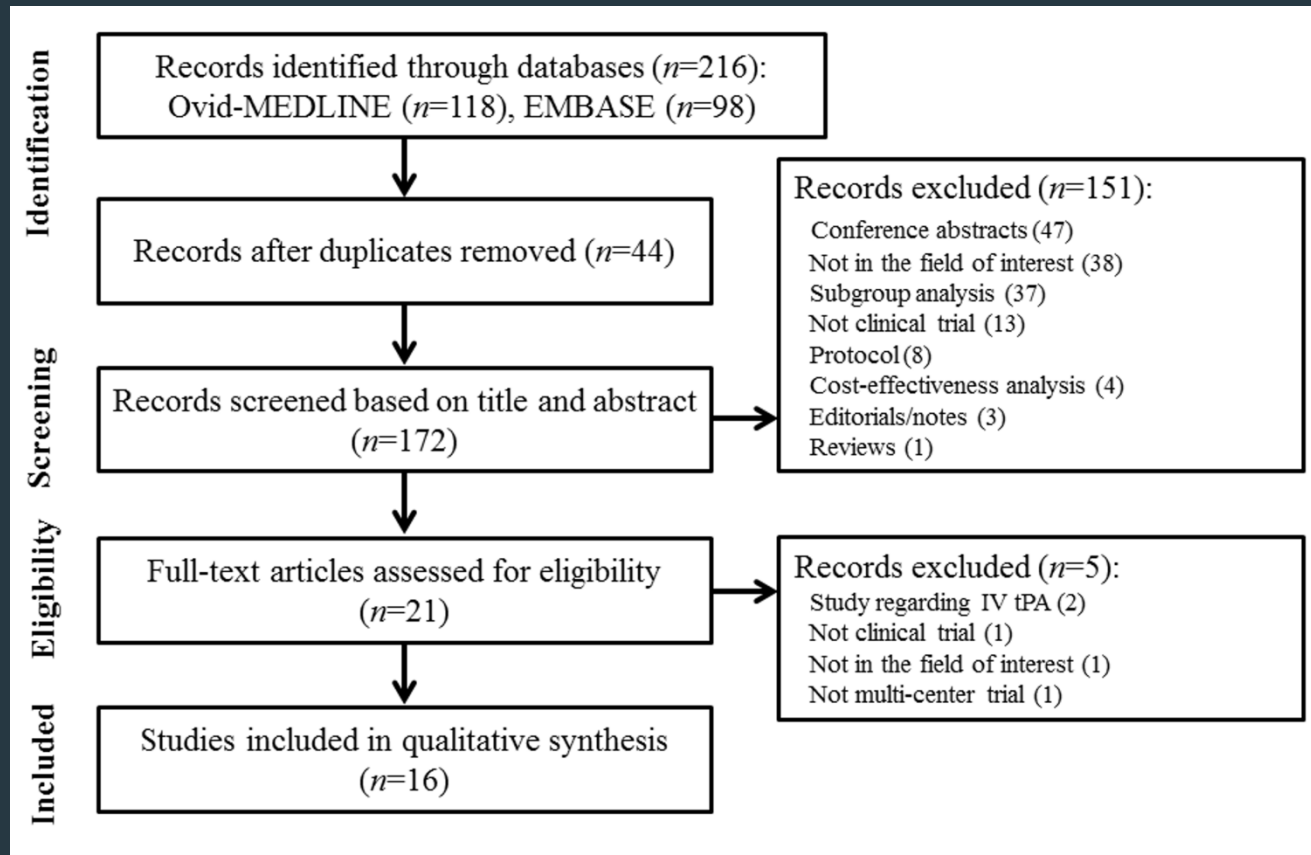 Identification
Records identified through databases (n=216):
Ovid-MEDLINE (n=118), EMBASE (n=98)
Records after duplicates removed (n=44)
Screening
Records screened based on title and abstract
(n=172)
Records excluded (n=151):
Conference abstracts (47)
Not in the field of interest (38)
Subgroup analysis (37)
Not clinical trial (13)
Protocol (8)
Cost-effectiveness analysis (4)
Editorials/notes (3)
Reviews (1)
Eligibility
Full-text articles assessed for eligibility
(n=21)
Records excluded (n=5):
Study regarding IV tPA (2)
Not clinical trial (1)
Not in the field of interest (1)
Not multi-center trial (1)
Included
Studies included in qualitative synthesis
(n=16)